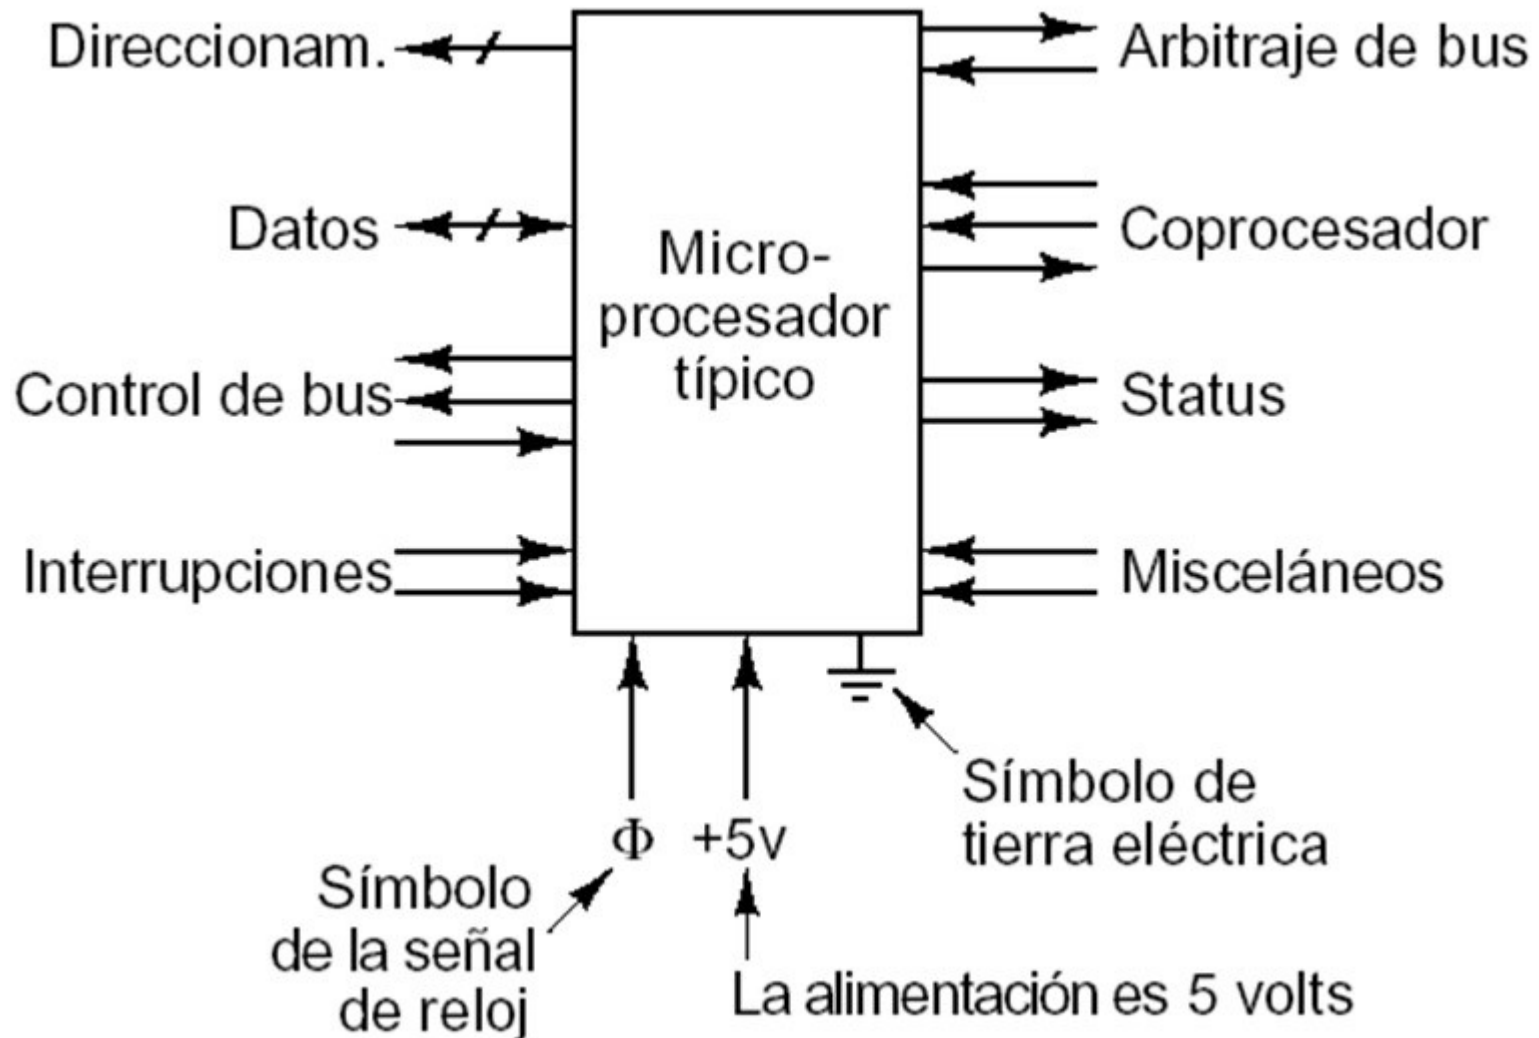 Direccionam.
Datos
Control de bus
Interrupciones
Micro-
procesador
típico
Arbitraje de bus
Coprocesador
Status
Misceláneos
Φ +5v
Símbolo de
tierra eléctrica
Símbolo
de la señal
de reloj
La alimentación es 5 volts